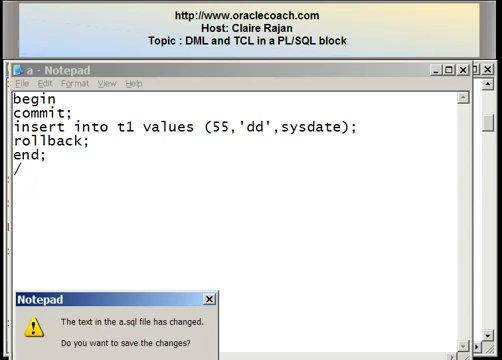 http://www.oraclecoach.com
Host: Claire Rajan
Topic : DML and TCL in a PL/SQL block
a - Notepad
File Edit Format View Help
begin
commit;
insert into t1 values (55,'dd',sysdate);
rollback;
end;
/
Notepad
The text in the a.sql file has changed.
Do you want to save the changes?